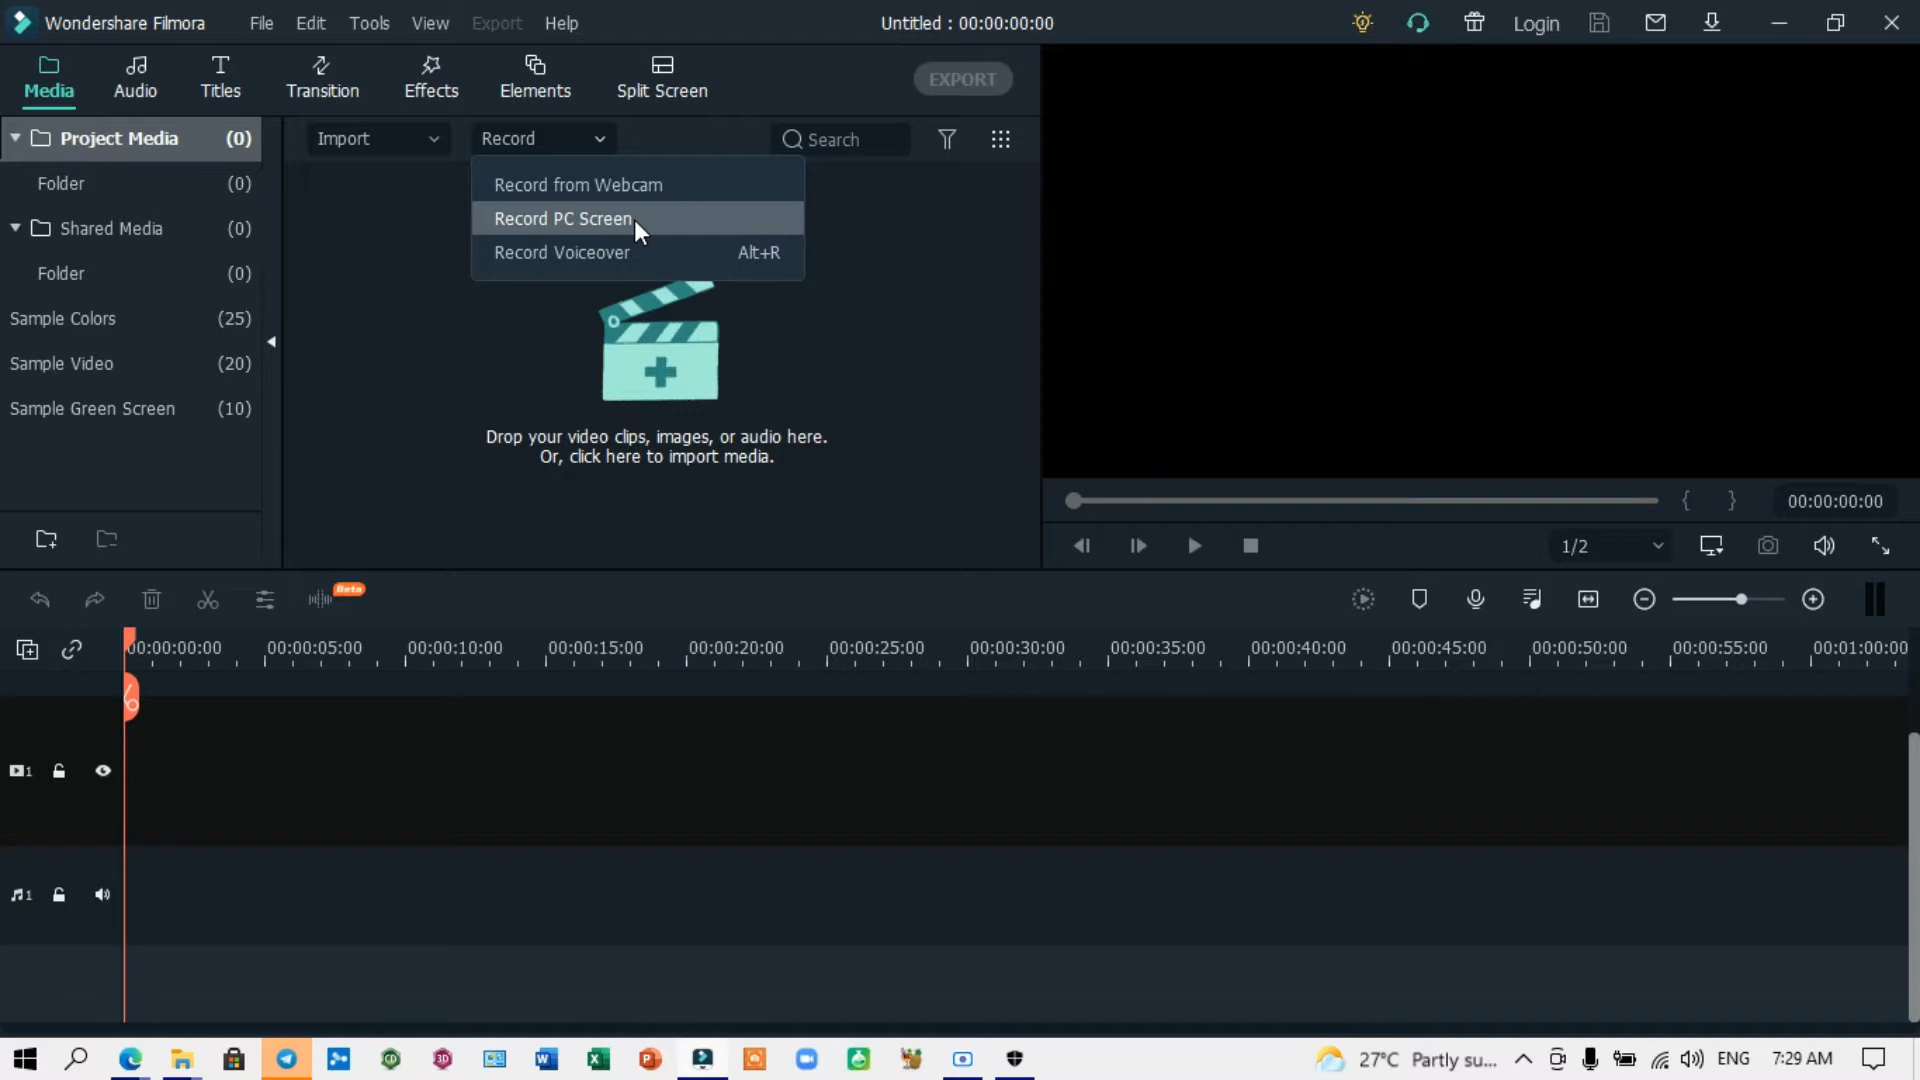 Wondershare Filmora
File
Edit
Tools
View
Export
Help
Untitled : 00:00:00:00
Login
Media
Audio
Titles
Transition
Effects
Elements
Split Screen
EXPORT
Project Media (0)
Folder (0)
Shared Media (0)
Folder (0)
Sample Colors (25)
Sample Video (20)
Sample Green Screen (10)
Import
Record
Search
Record from Webcam
Record PC Screen
Record Voiceover Alt+R
Drop your video clips, images, or audio here.
Or, click here to import media.
{ }
00:00:00:00
1/2
Beta
00:00:00:00
00:00:05:00
00:00:10:00
00:00:15:00
00:00:20:00
00:00:25:00
00:00:30:00
00:00:35:00
00:00:40:00
00:00:45:00
00:00:50:00
00:00:55:00
00:01:00:00
1
1
CD
3D
W
X
P
27°C Partly su...
ENG
7:29 AM